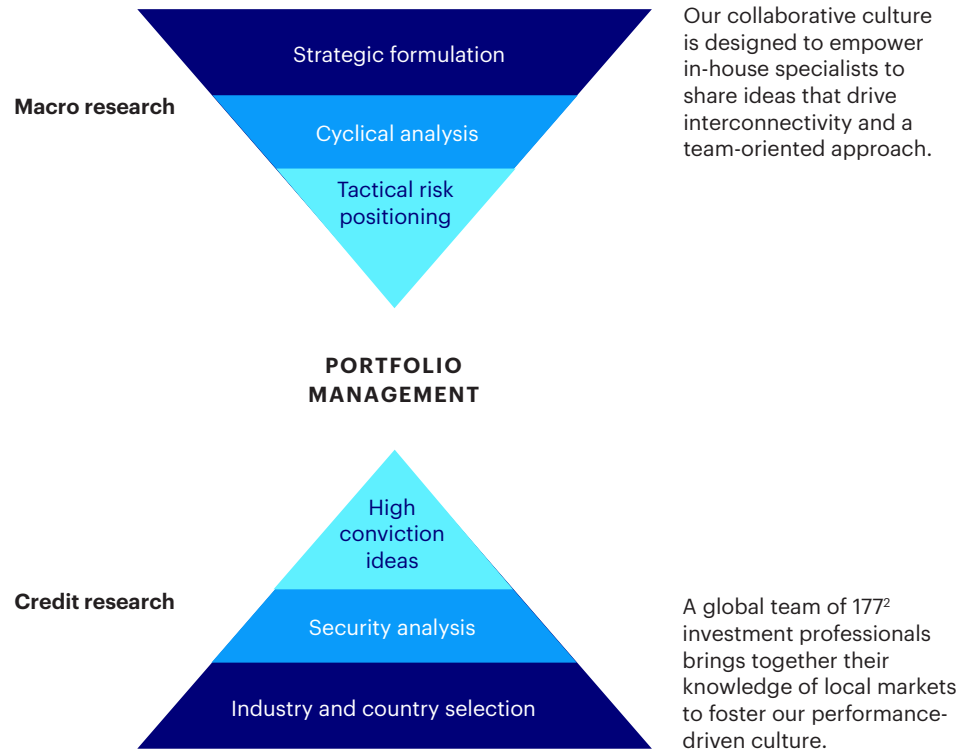 Strategic formulation
Macro research
Cyclical analysis
Tactical risk
positioning
Our collaborative culture
is designed to empower
in-house specialists to
share ideas that drive
interconnectivity and a
team-oriented approach.
PORTFOLIO
MANAGEMENT
High
conviction
ideas
Credit research
Security analysis
Industry and country selection
A global team of 177²
investment professionals
brings together their
knowledge of local markets
to foster our performance-
driven culture.